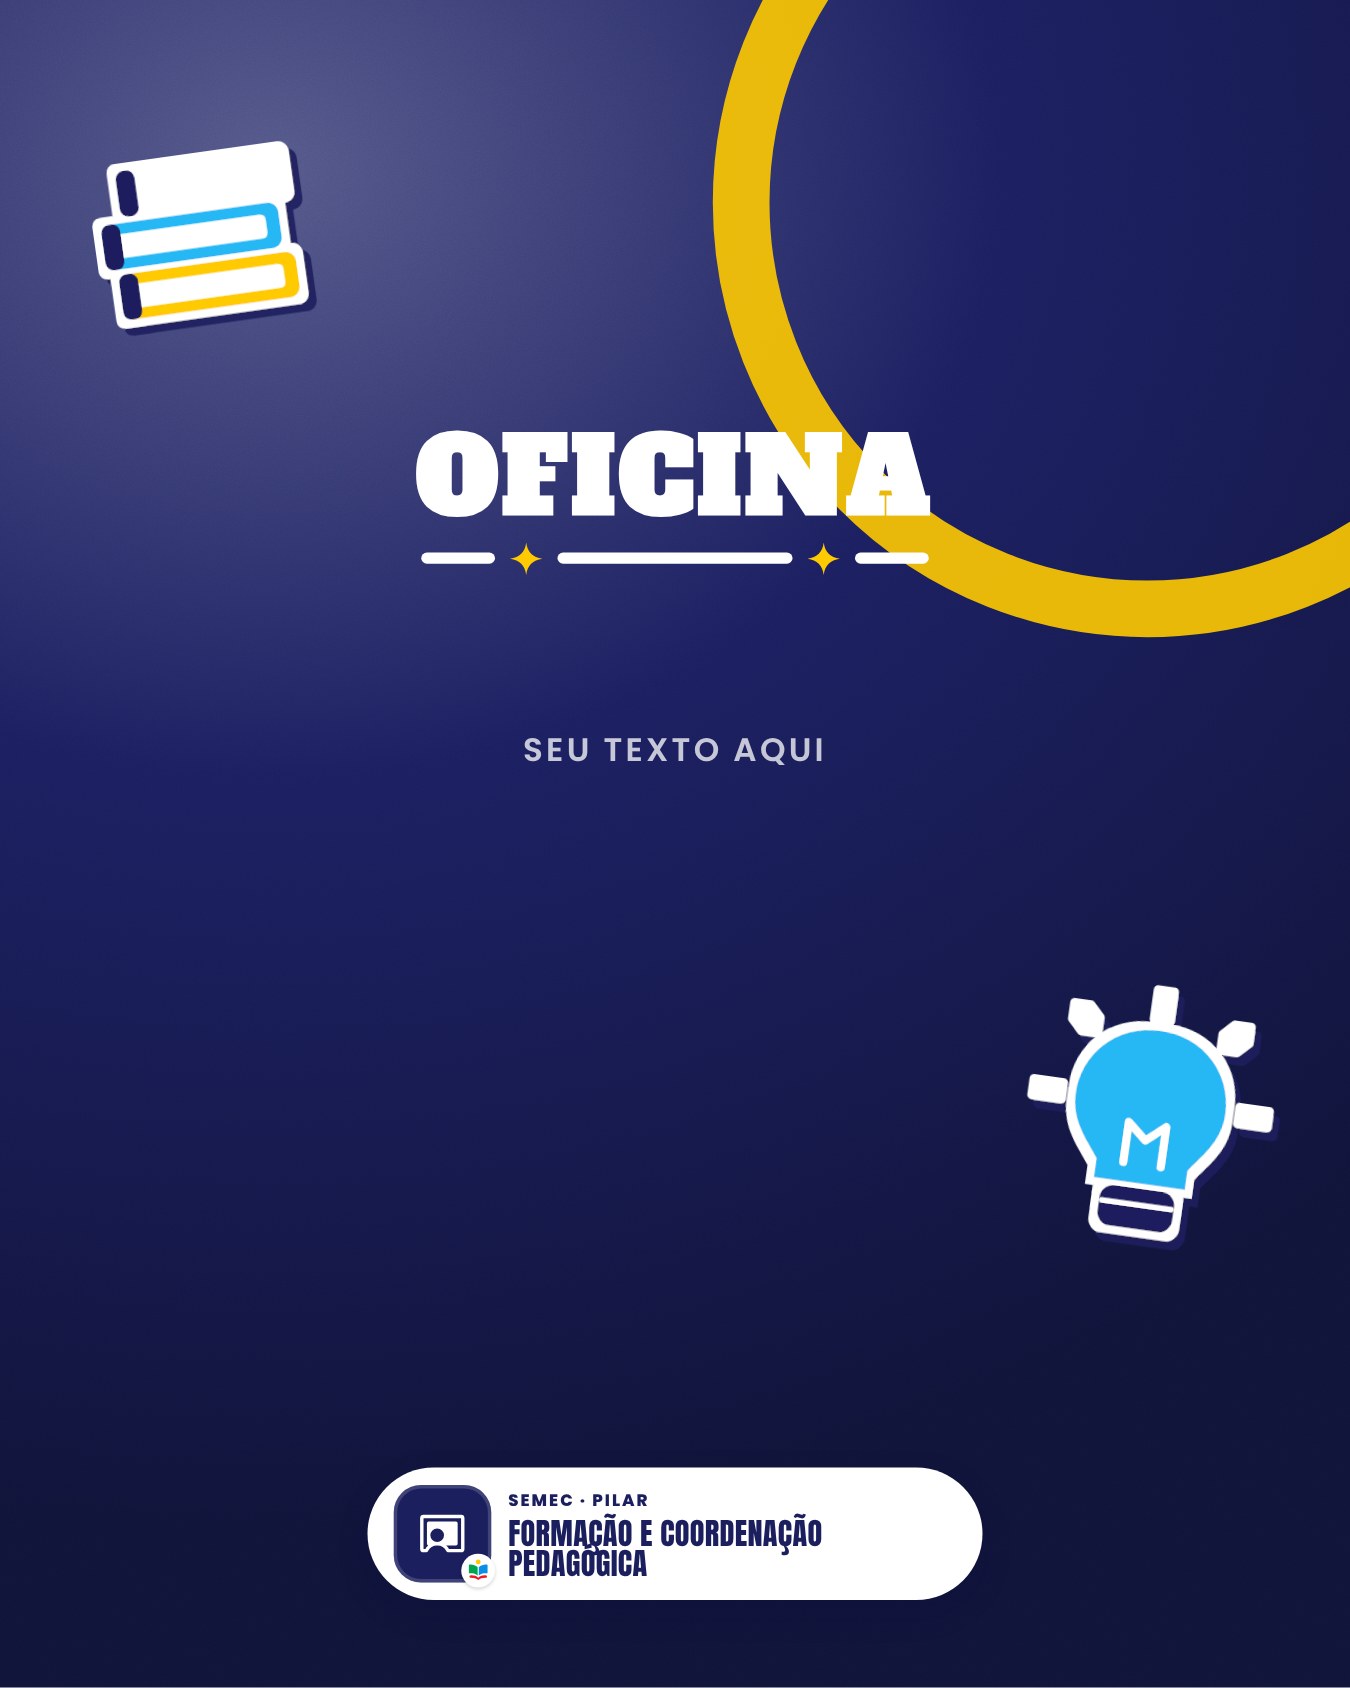 OFICINA
SEU TEXTO AQUI
M
SEMEC · PILAR
FORMAÇÃO E COORDENAÇÃO
PEDAGÓGICA